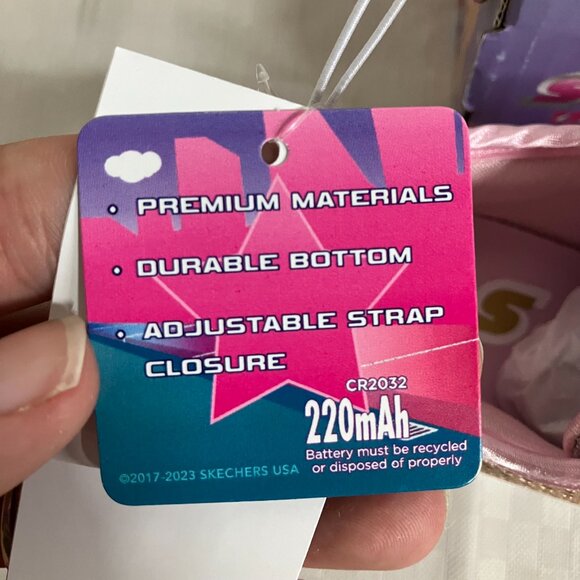 • PREMIUM MATERIALS
• DURABLE BOTTOM
• ADJUSTABLE STRAP
CLOSURE
CR2032
220mAh
Battery must be recycled
or disposed of properly
©2017-2023 SKECHERS USA